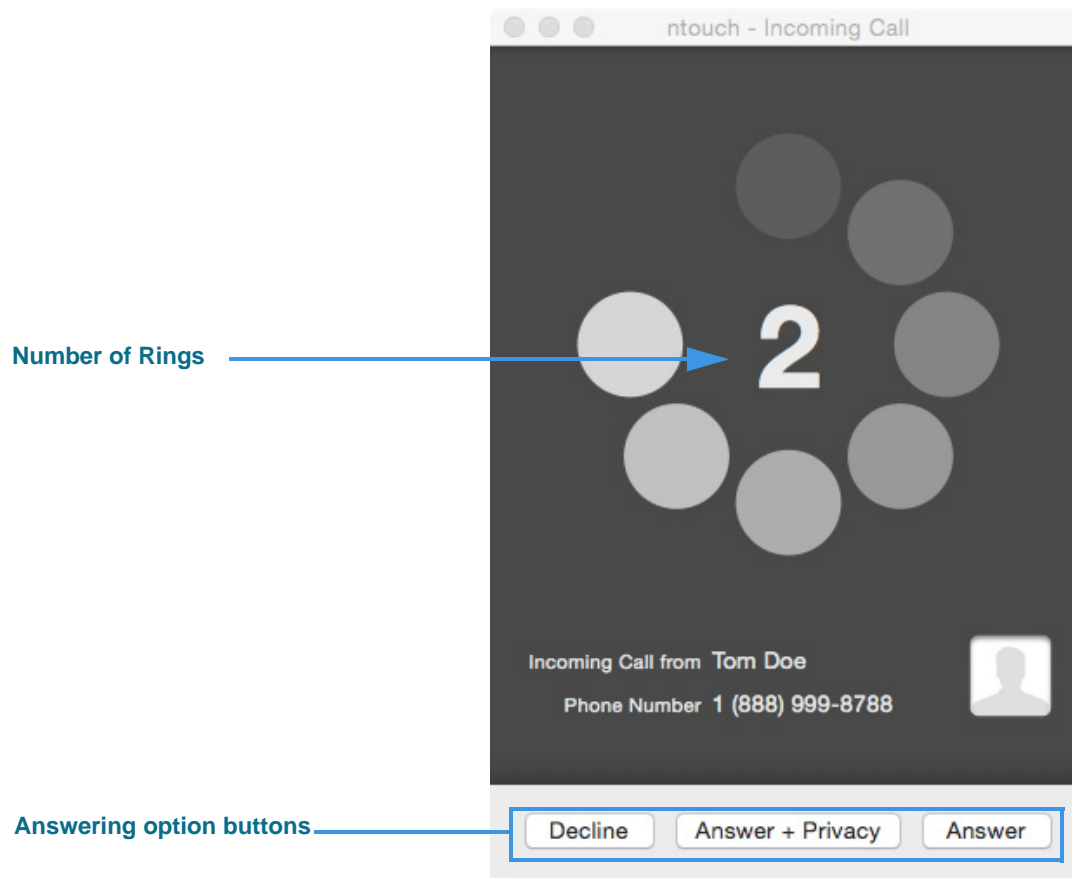 ntouch - Incoming Call
Number of Rings
2
Incoming Call from Tom Doe
Phone Number 1 (888) 999-8788
Answering option buttons
Decline Answer + Privacy Answer